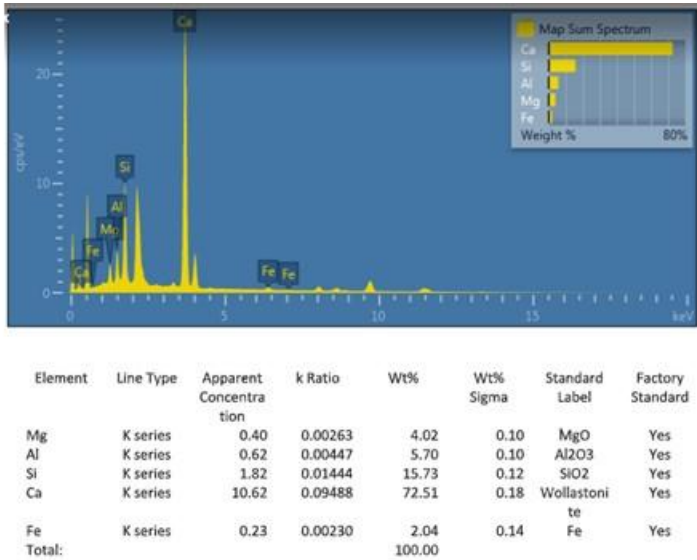 Ca
Map Sum Spectrum
Ca
Si
Al
Mg
Fe
Weight % 80%
20
cps/eV
Si
10
Al
Mg
Fe
Ca
Fe Fe
0
0 5 10 15 keV
Element Line Type Apparent Concentra tion k Ratio Wt% Wt% Sigma Standard Label Factory Standard
Mg K series 0.40 0.00263 4.02 0.10 MgO Yes
Al K series 0.62 0.00447 5.70 0.10 Al2O3 Yes
Si K series 1.82 0.01444 15.73 0.12 SiO2 Yes
Ca K series 10.62 0.09488 72.51 0.18 Wollastoni te Yes
Fe K series 0.23 0.00230 2.04 0.14 Fe Yes
Total: 100.00